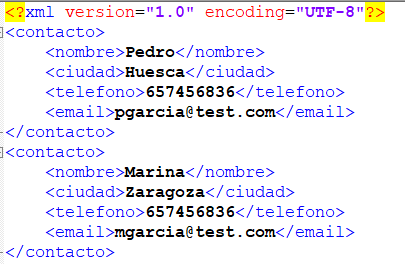 <?xml version="1.0" encoding="UTF-8"?>
<contacto>
    <nombre>Pedro</nombre>
    <ciudad>Huesca</ciudad>
    <telefono>657456836</telefono>
    <email>pgarcia@test.com</email>
</contacto>
<contacto>
    <nombre>Marina</nombre>
    <ciudad>Zaragoza</ciudad>
    <telefono>657456836</telefono>
    <email>mgarcia@test.com</email>
</contacto>